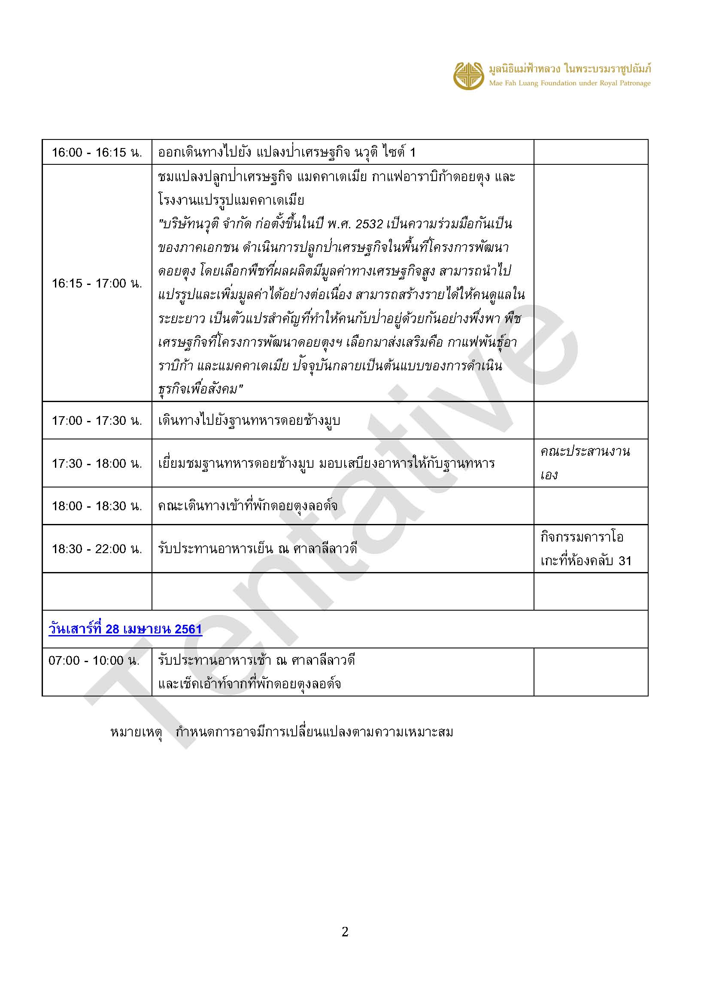 มูลนิธิแม่ฟ้าหลวง ในพระบรมราชูปถัมภ์
Mae Fah Luang Foundation under Royal Patronage
16:00 - 16:15 น. ออกเดินทางไปยัง แปลงป่าเศรษฐกิจ นวุติ ไซต์ 1
ชมแปลงปลูกป่าเศรษฐกิจ แมคคาเดเมีย กาแฟอาราบิก้าดอยตุง และ
โรงงานแปรรูปแมคคาเดเมีย
"บริษัทนวุติ จำกัด ก่อตั้งขึ้นในปี พ.ศ. 2532 เป็นความร่วมมือกันเป็น
ของภาคเอกชน ดำเนินการปลูกป่าเศรษฐกิจในพื้นที่โครงการพัฒนา
ดอยตุง โดยเลือกพืชที่ผลผลิตมีมูลค่าทางเศรษฐกิจสูง สามารถนำไป
16:15 - 17:00 น.
แปรรูปและเพิ่มมูลค่าได้อย่างต่อเนื่อง สามารถสร้างรายได้ให้คนดูแลใน
ระยะยาว เป็นตัวแปรสำคัญที่ทำให้คนกับป่าอยู่ด้วยกันอย่างพึ่งพา พืช
เศรษฐกิจที่โครงการพัฒนาดอยตุงฯ เลือกมาส่งเสริมคือ กาแฟพันธุ์อา
ราบิก้า และแมคคาเดเมีย ปัจจุบันกลายเป็นต้นแบบของการดำเนิน
ธุรกิจเพื่อสังคม"
17:00 - 17:30 น. เดินทางไปยังฐานทหารดอยช้างมูบ
17:30 - 18:00 น. เยี่ยมชมฐานทหารดอยช้างมูบ มอบเสบียงอาหารให้กับฐานทหาร
คณะประสานงาน
เอง
18:00 - 18:30 น. คณะเดินทางเข้าที่พักดอยตุงลอด์จ
18:30 - 22:00 น. รับประทานอาหารเย็น ณ ศาลาลีลาวดี
กิจกรรมคาราโอ
เกะที่ห้องคลับ 31
วันเสาร์ที่ 28 เมษายน 2561
07:00 - 10:00 น. รับประทานอาหารเช้า ณ ศาลาลีลาวดี
และเช็คเอ้าท์จากที่พักดอยตุงลอด์จ
หมายเหตุ กำหนดการอาจมีการเปลี่ยนแปลงตามความเหมาะสม
Tentative
2